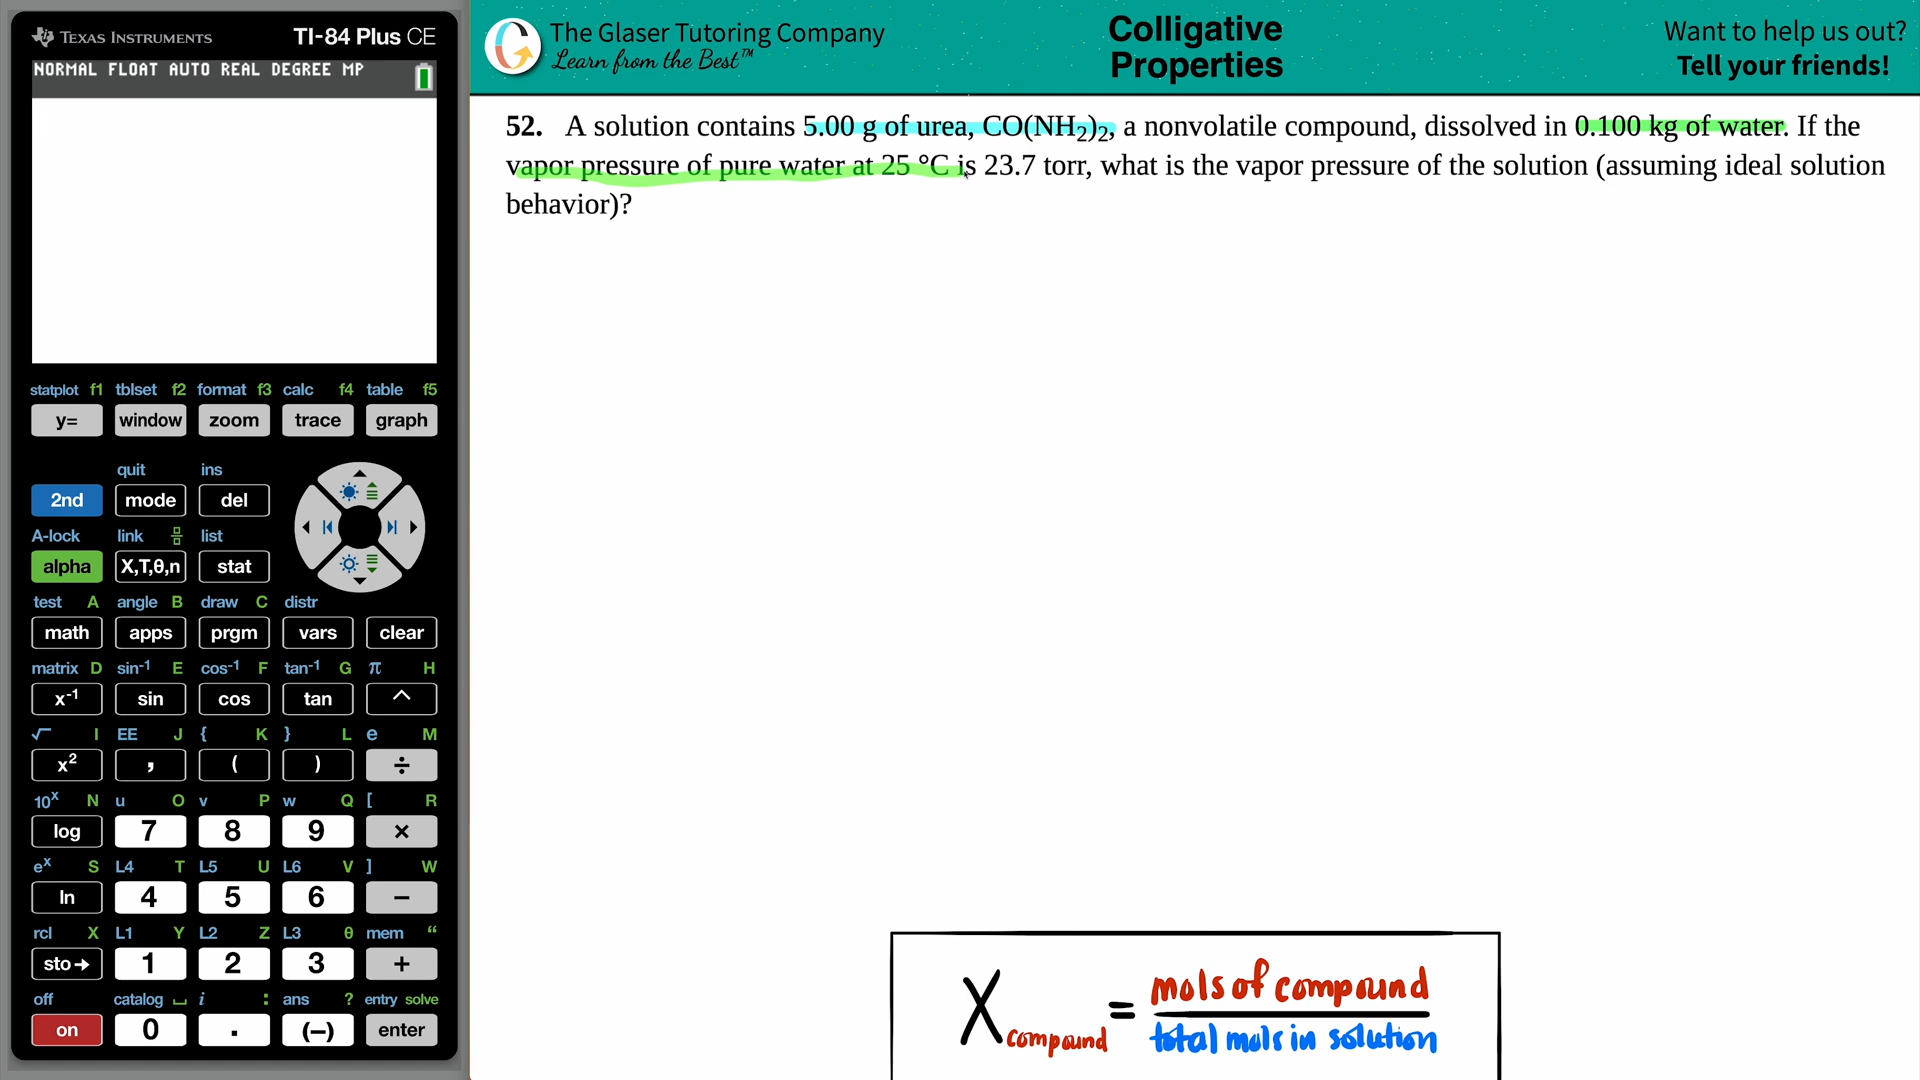 TEXAS INSTRUMENTS TI-84 Plus CE
NORMAL FLOAT AUTO REAL DEGREE MP
statplot f1 tblset f2 format f3 calc f4 table f5
y= window zoom trace graph
quit ins
2nd mode del
A-lock link list
alpha X,T,θ,n stat
test A angle B draw C distr
math apps prgm vars clear
matrix D sin⁻¹ E cos⁻¹ F tan⁻¹ G π H
x⁻¹ sin cos tan ^
√ I EE J { K } L e M
x² , ( ) ÷
10ˣ N u O v P w Q [ R
log 7 8 9 ×
eˣ S L4 T L5 U L6 V ] W
ln 4 5 6 −
rcl X L1 Y L2 Z L3 θ mem “
sto→ 1 2 3 +
off catalog ⎵ i : ans ? entry solve
on 0 . (−) enter
The Glaser Tutoring Company
Learn from the Best™
Colligative
Properties
Want to help us out?
Tell your friends!
52. A solution contains 5.00 g of urea, CO(NH₂)₂, a nonvolatile compound, dissolved in 0.100 kg of water. If the
vapor pressure of pure water at 25 °C is 23.7 torr, what is the vapor pressure of the solution (assuming ideal solution
behavior)?
X compound = mols of compound
total mols in solution